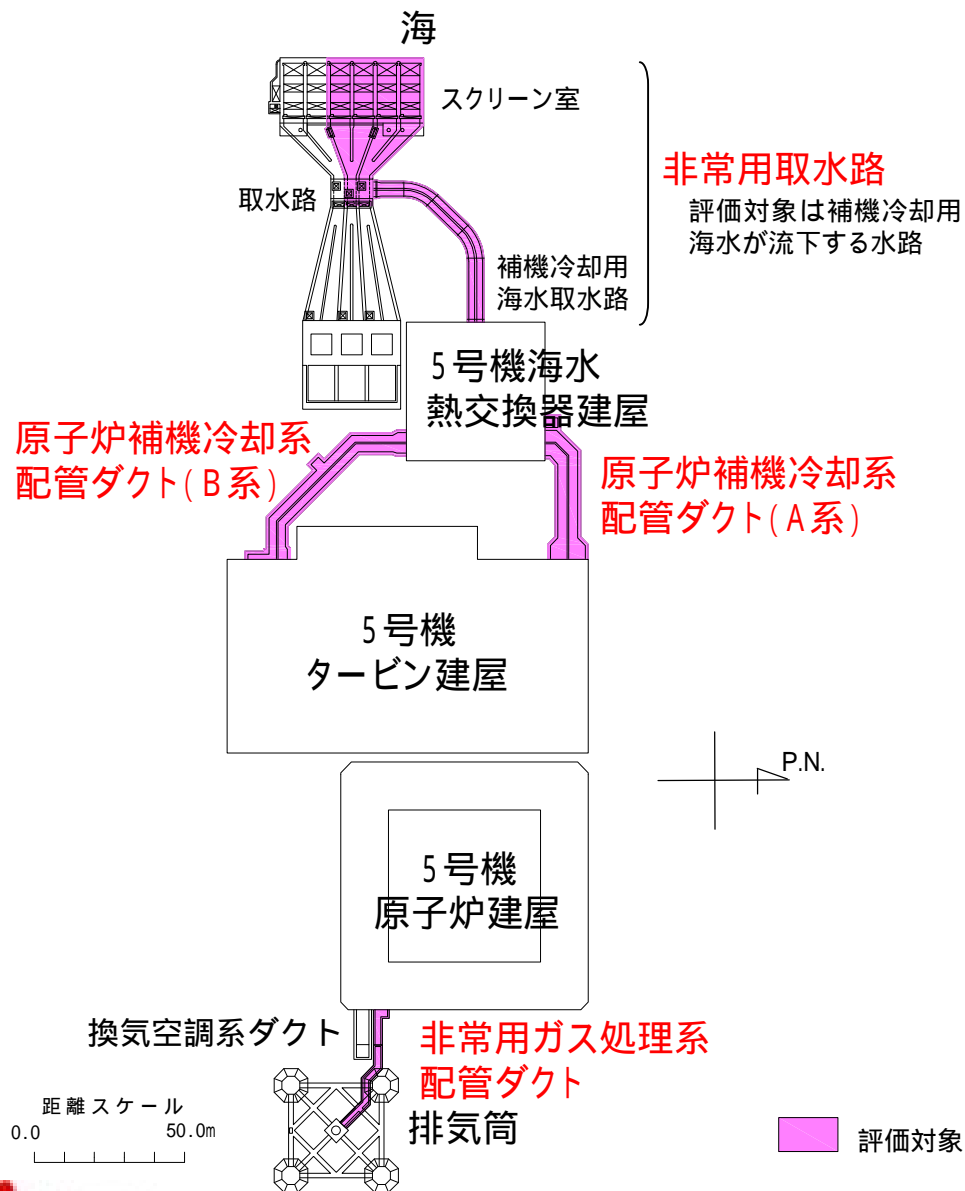 海
スクリーン室
非常用取水路
取水路
評価対象は補機冷却用
海水が流下する水路
補機冷却用
海水取水路
5号機海水
熱交換器建屋
原子炉補機冷却系
配管ダクト(B系)
原子炉補機冷却系
配管ダクト(A系)
5号機
タービン建屋
P.N.
5号機
原子炉建屋
換気空調系ダクト
非常用ガス処理系
配管ダクト
排気筒
距離スケール
0.0 50.0m
評価対象